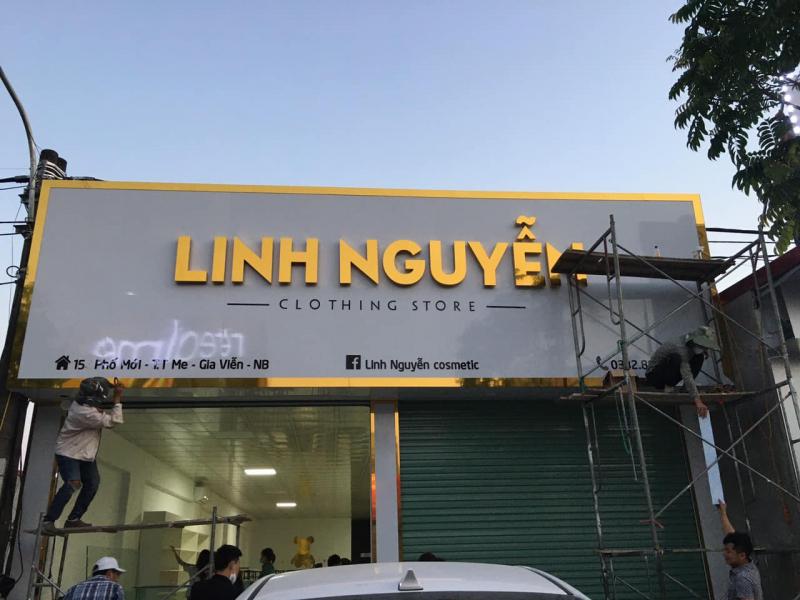 LINH NGUYỄN
CLOTHING STORE
15 Phố Mới - T.T Me - Gia Viễn - NB
Linh Nguyễn cosmetic